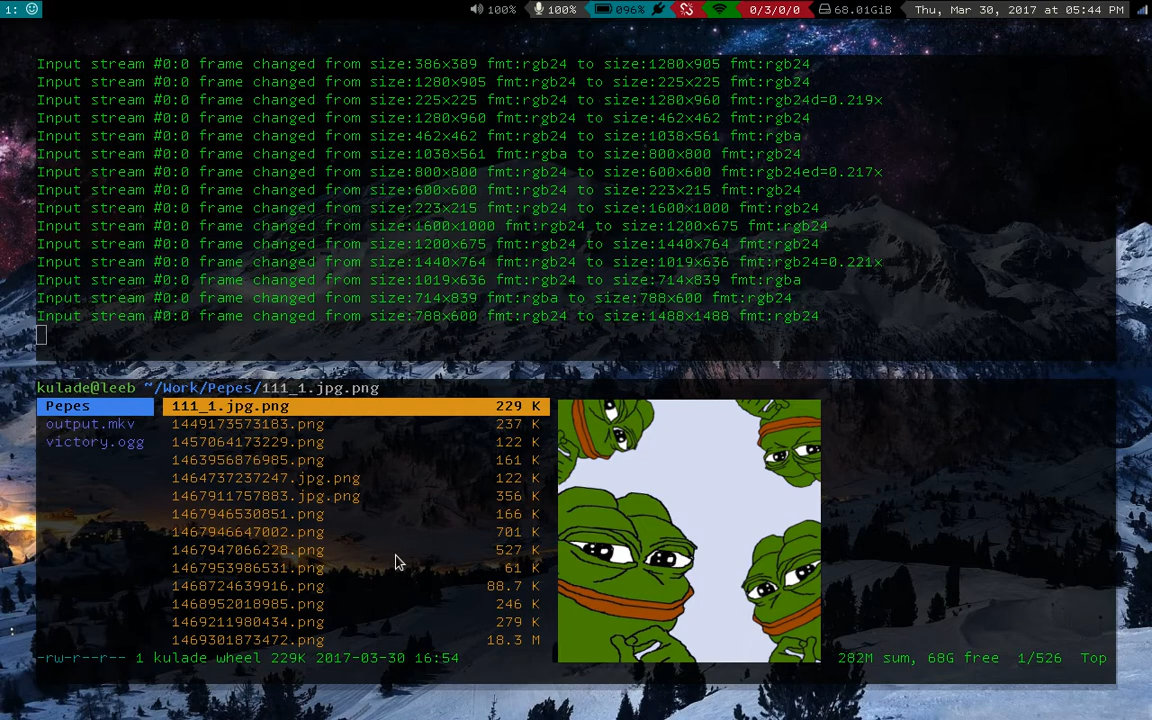 1: ☺ 100% 100% 096% 0/3/0/0 68.01GiB Thu, Mar 30, 2017 at 05:44 PM
Input stream #0:0 frame changed from size:386x389 fmt:rgb24 to size:1280x905 fmt:rgb24
Input stream #0:0 frame changed from size:1280x905 fmt:rgb24 to size:225x225 fmt:rgb24
Input stream #0:0 frame changed from size:225x225 fmt:rgb24 to size:1280x960 fmt:rgb24d=0.219x
Input stream #0:0 frame changed from size:1280x960 fmt:rgb24 to size:462x462 fmt:rgb24
Input stream #0:0 frame changed from size:462x462 fmt:rgb24 to size:1038x561 fmt:rgba
Input stream #0:0 frame changed from size:1038x561 fmt:rgba to size:800x800 fmt:rgb24
Input stream #0:0 frame changed from size:800x800 fmt:rgb24 to size:600x600 fmt:rgb24ed=0.217x
Input stream #0:0 frame changed from size:600x600 fmt:rgb24 to size:223x215 fmt:rgb24
Input stream #0:0 frame changed from size:223x215 fmt:rgb24 to size:1600x1000 fmt:rgb24
Input stream #0:0 frame changed from size:1600x1000 fmt:rgb24 to size:1200x675 fmt:rgb24
Input stream #0:0 frame changed from size:1200x675 fmt:rgb24 to size:1440x764 fmt:rgb24
Input stream #0:0 frame changed from size:1440x764 fmt:rgb24 to size:1019x636 fmt:rgb24=0.221x
Input stream #0:0 frame changed from size:1019x636 fmt:rgb24 to size:714x839 fmt:rgba
Input stream #0:0 frame changed from size:714x839 fmt:rgba to size:788x600 fmt:rgb24
Input stream #0:0 frame changed from size:788x600 fmt:rgb24 to size:1488x1488 fmt:rgb24
kulade@leeb ~/Work/Pepes/111_1.jpg.png
Pepes 111_1.jpg.png 229 K
output.mkv 1449173573183.png 237 K
victory.ogg 1457064173229.png 122 K
1463956876985.png 161 K
1464737237247.jpg.png 122 K
1467911757883.jpg.png 356 K
1467946530851.png 166 K
1467946647002.png 701 K
1467947066228.png 527 K
1467953986531.png 61 K
1468724639916.png 88.7 K
1468952018985.png 246 K
1469211980434.png 279 K
1469301873472.png 18.3 M
-rw-r--r-- 1 kulade wheel 229K 2017-03-30 16:54 282M sum, 68G free 1/526 Top